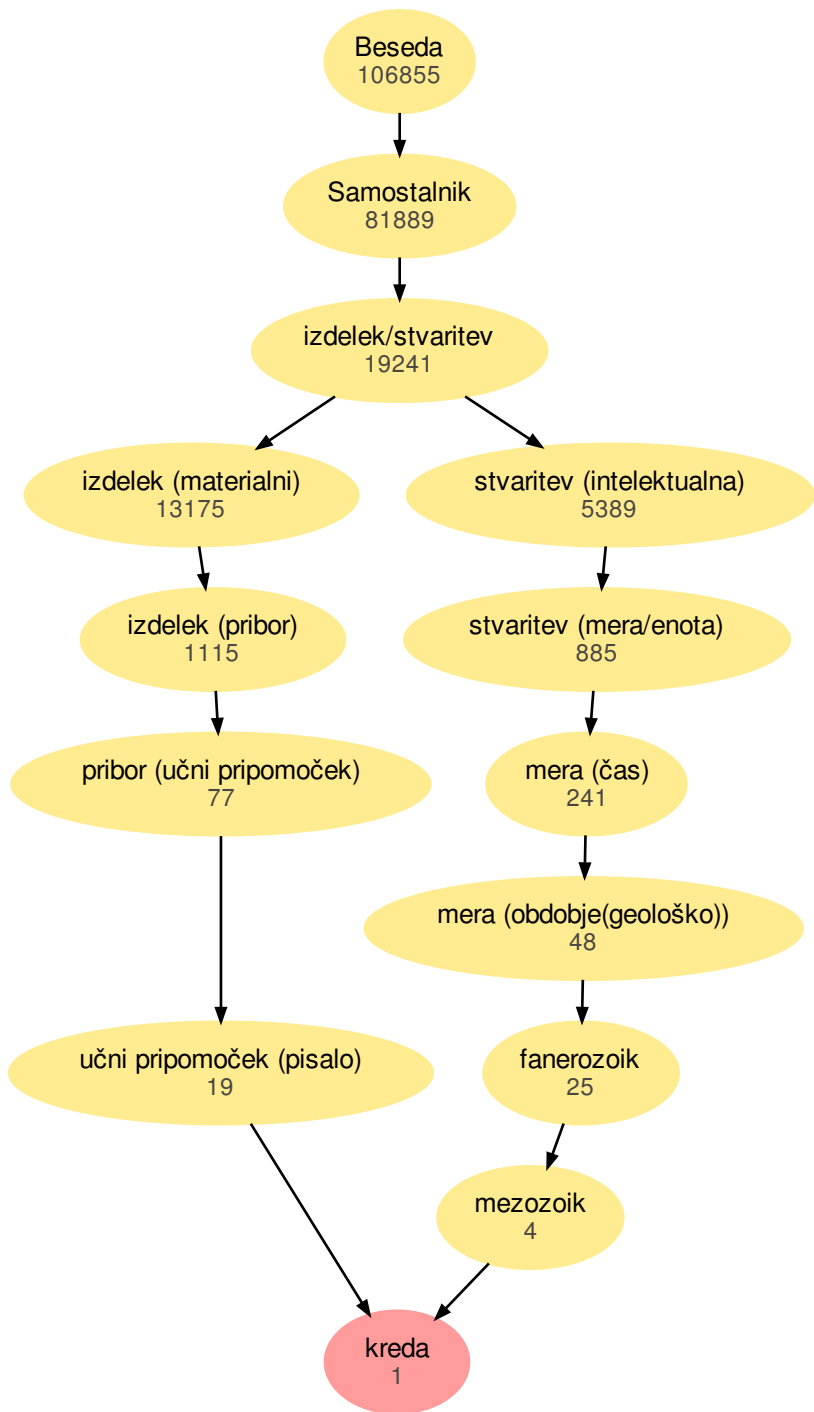 Beseda
106855
Samostalnik
81889
izdelek/stvaritev
19241
izdelek (materialni)
13175
stvaritev (intelektualna)
5389
izdelek (pribor)
1115
stvaritev (mera/enota)
885
pribor (učni pripomoček)
77
mera (čas)
241
mera (obdobje(geološko))
48
učni pripomoček (pisalo)
19
fanerozoik
25
mezozoik
4
kreda
1